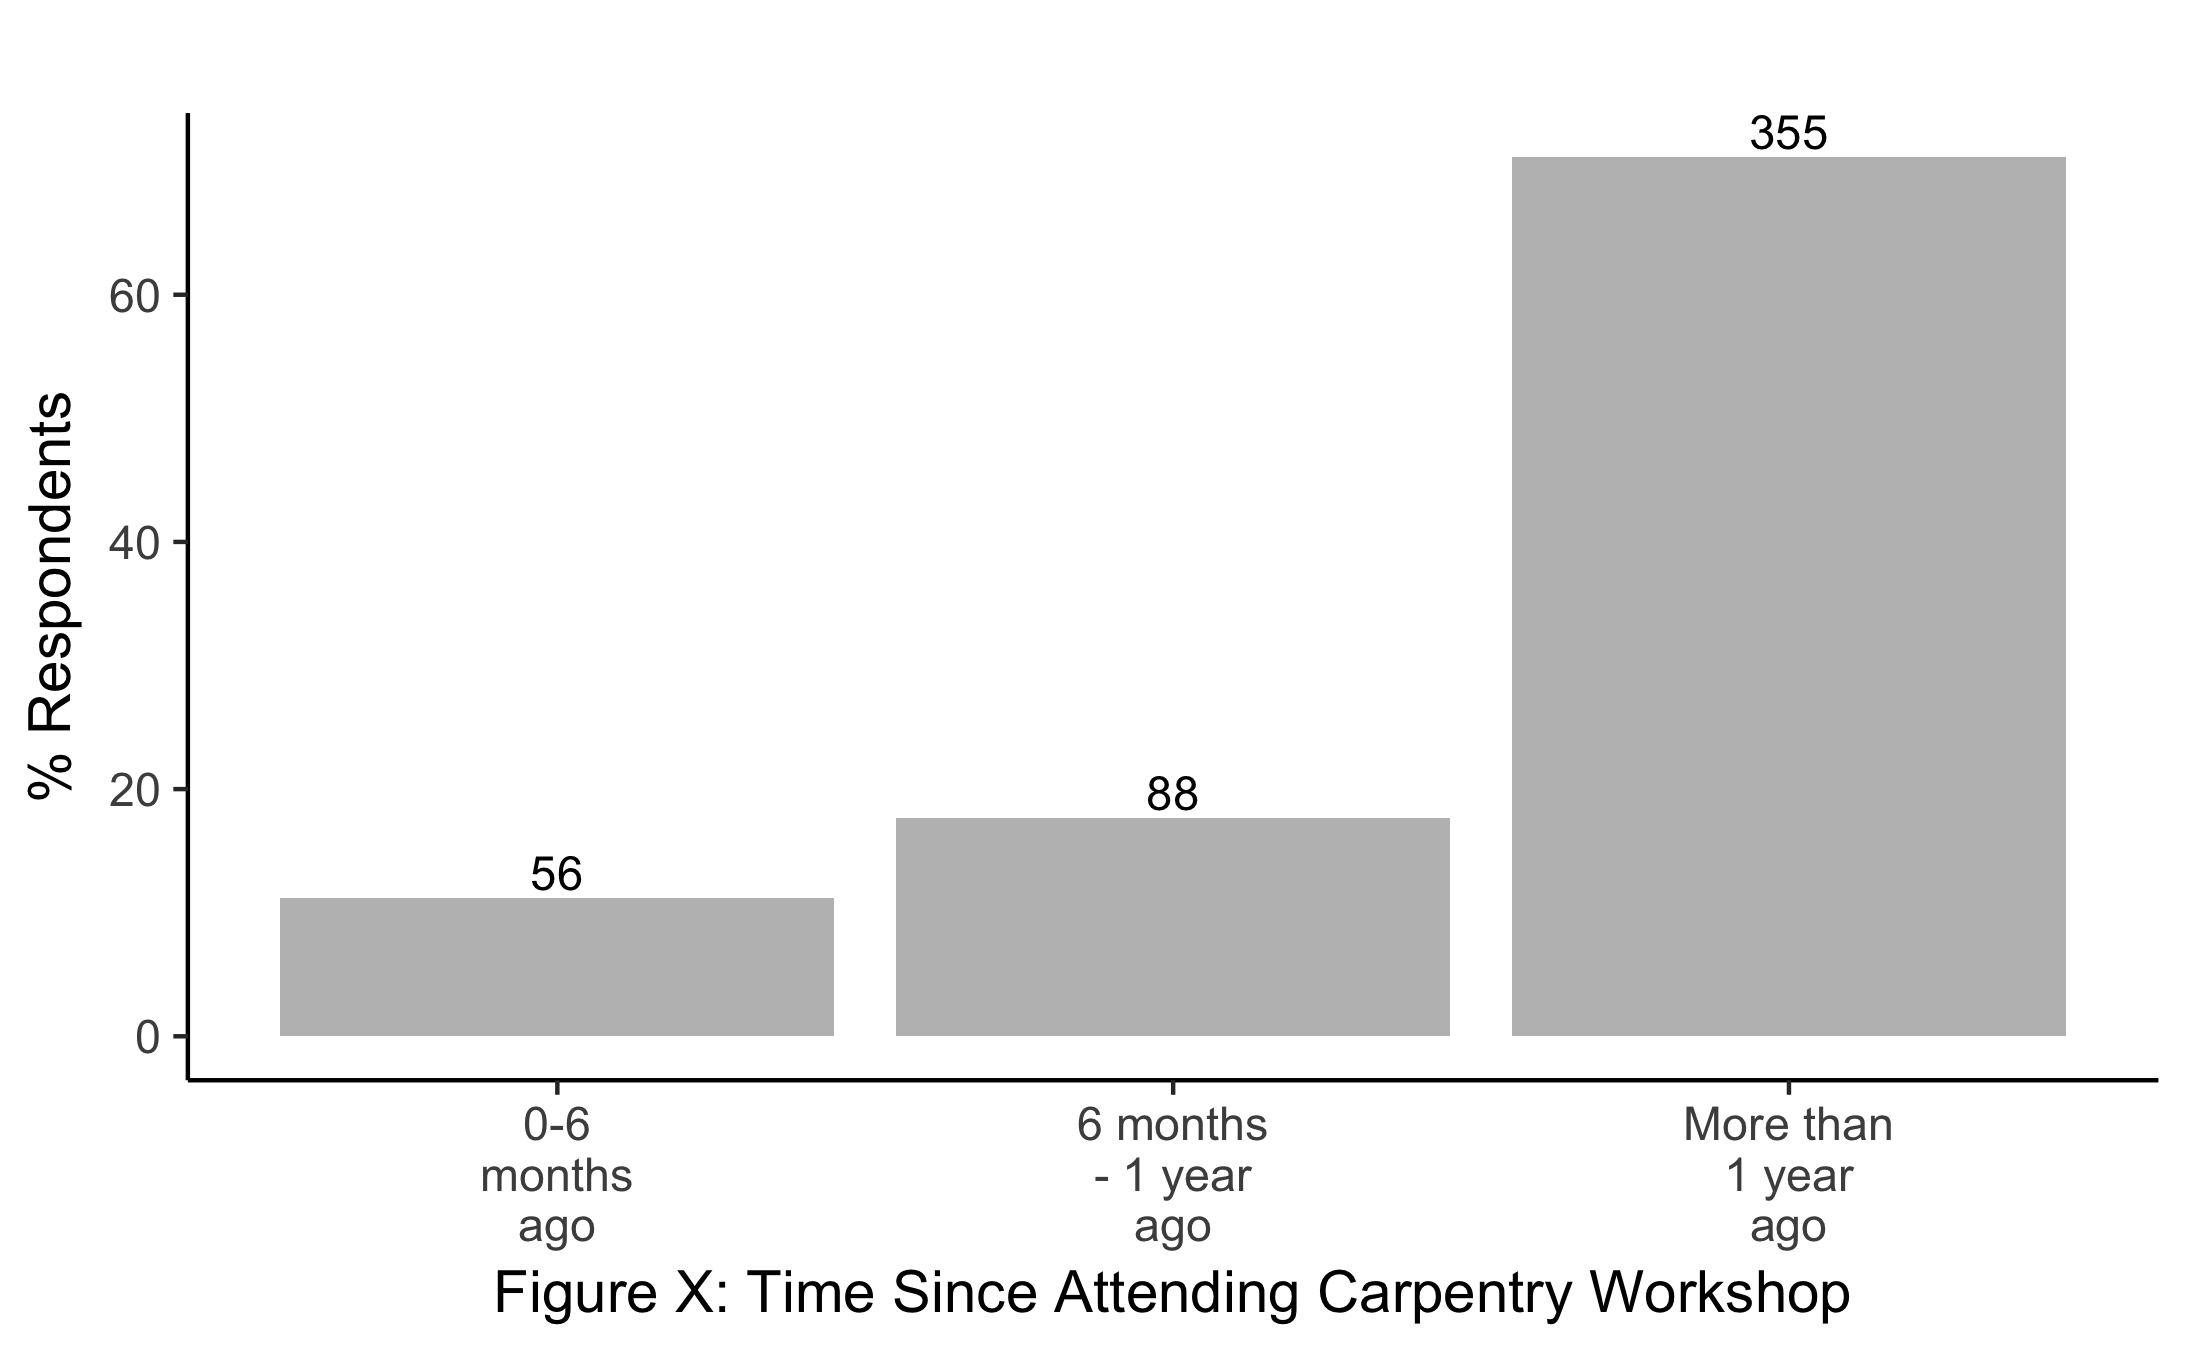 % Respondents
60
40
20
0
56
88
355
0-6
months
ago
6 months
- 1 year
ago
More than
1 year
ago
Figure X: Time Since Attending Carpentry Workshop